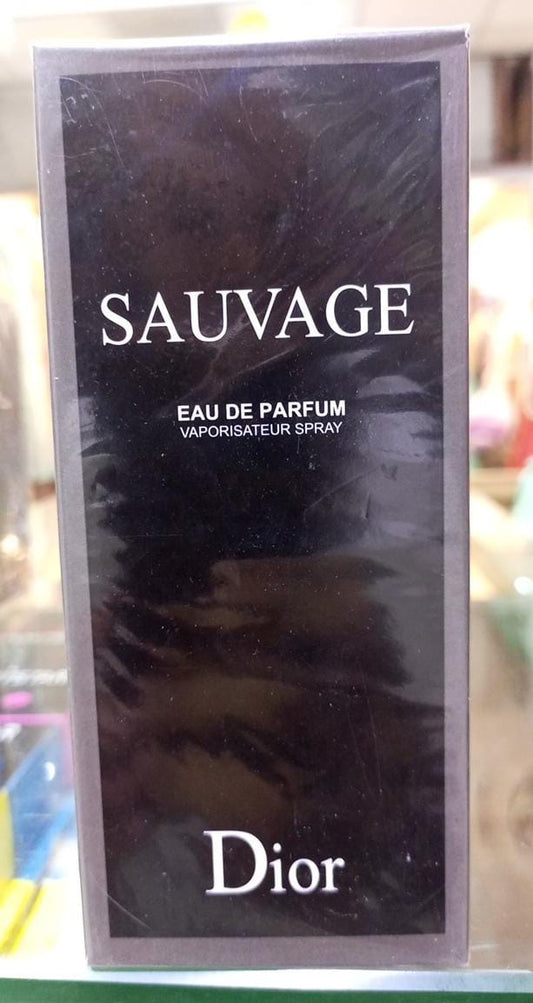 SAUVAGE
EAU DE PARFUM
VAPORISATEUR SPRAY
Dior